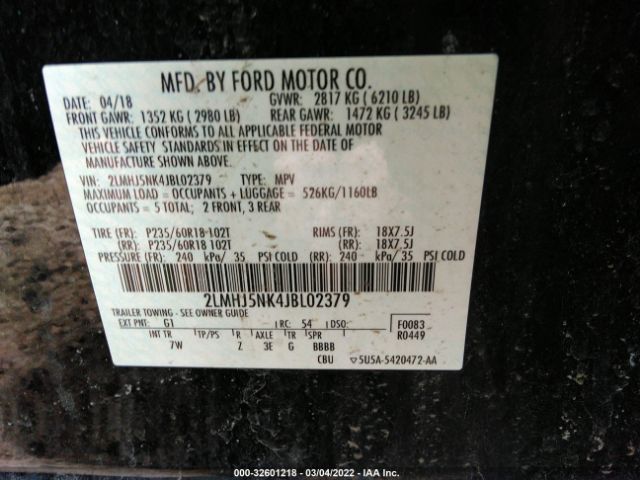 MFD. BY FORD MOTOR CO.
DATE: 04/18 GVWR: 2817 KG ( 6210 LB)
FRONT GAWR: 1352 KG ( 2980 LB) REAR GAWR: 1472 KG ( 3245 LB)
THIS VEHICLE CONFORMS TO ALL APPLICABLE FEDERAL MOTOR
VEHICLE SAFETY STANDARDS IN EFFECT ON THE DATE OF
MANUFACTURE SHOWN ABOVE.
VIN: 2LMHJ5NK4JBL02379 TYPE: MPV
MAXIMUM LOAD = OCCUPANTS + LUGGAGE = 526KG/1160LB
OCCUPANTS = 5 TOTAL; 2 FRONT, 3 REAR
TIRE (FR): P235/60R18 102T RIMS (FR): 18X7.5J
(RR): P235/60R18 102T (RR): 18X7.5J
PRESSURE (FR): 240 kPa/ 35 PSI COLD (RR): 240 kPa/ 35 PSI COLD
2LMHJ5NK4JBL02379
TRAILER TOWING - SEE OWNER GUIDE
EXT PNT: G1 RC: 54 DSO: F0083
INT TR TP/PS R AXLE TR SPR R0449
7W Z 3E G BBBB
CBU 5U5A-5420472-AA
000-32601218 - 03/04/2022 - IAA Inc.